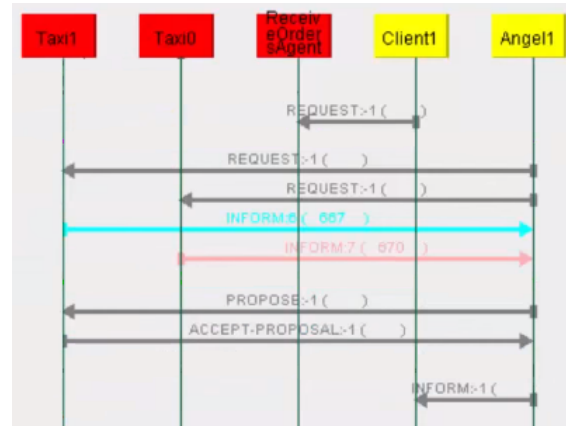 Taxi1
Taxi0
Receiv
eOrder
sAgent
Client1
Angel1
REQUEST:-1 ( )
REQUEST:-1 ( )
REQUEST:-1 ( )
INFORM:6 ( 667 )
INFORM:7 ( 670 )
PROPOSE:-1 ( )
ACCEPT-PROPOSAL:-1 ( )
INFORM:-1 (